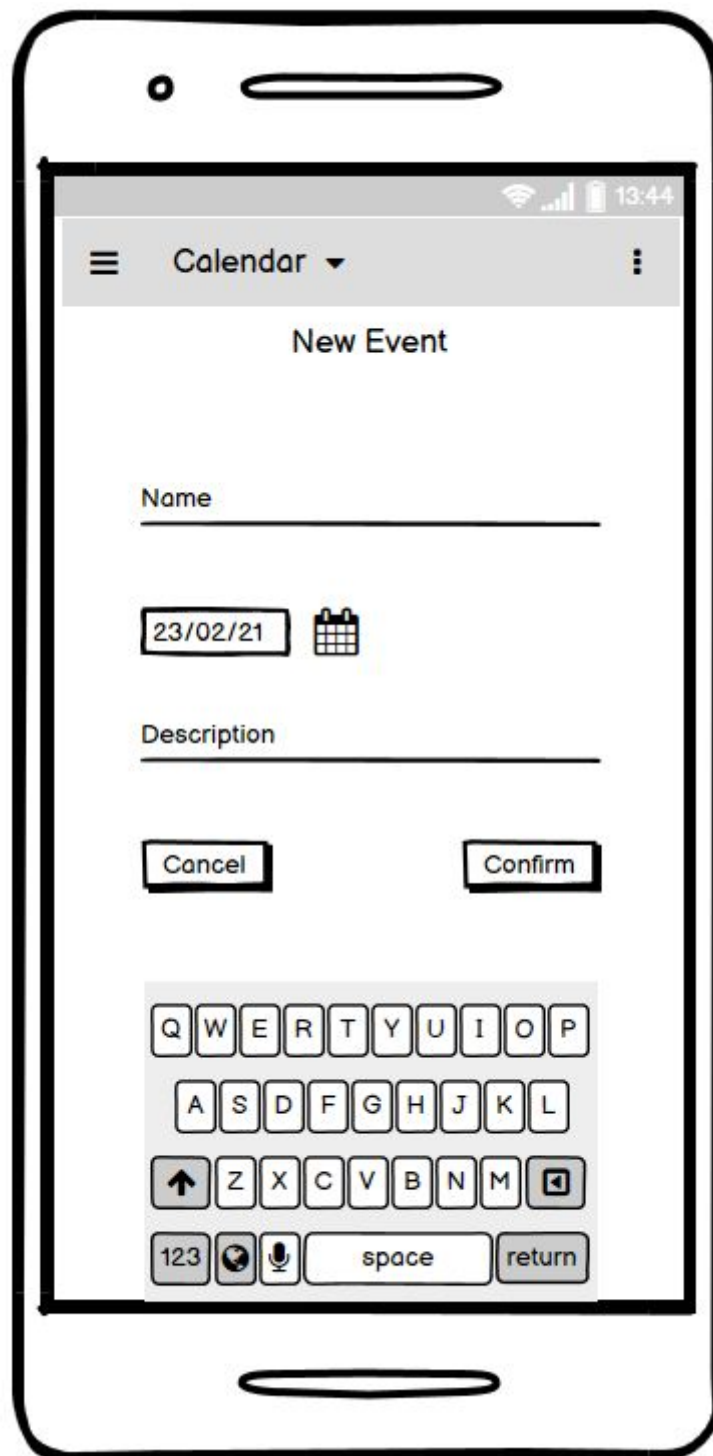 13:44
Calendar
New Event
Name
23/02/21
Description
Cancel Confirm
Q W E R T Y U I O P
A S D F G H J K L
Z X C V B N M
123 space return